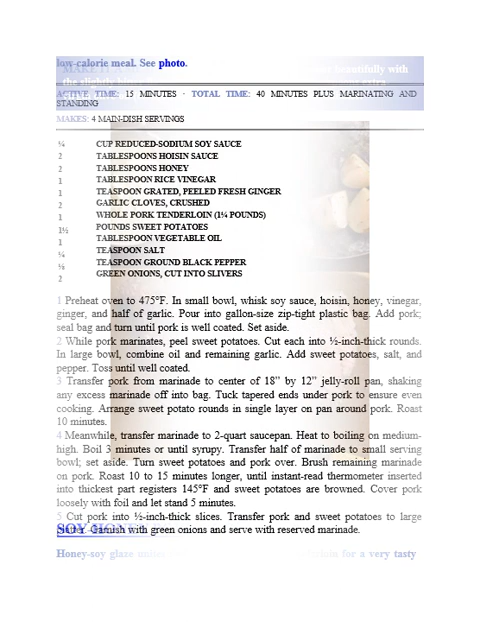 low-calorie meal. See photo.
beautifully with
ACTIVE TIME: 15 MINUTES · TOTAL TIME: 40 MINUTES PLUS MARINATING AND
STANDING
MAKES: 4 MAIN-DISH SERVINGS
¼ CUP REDUCED-SODIUM SOY SAUCE
2 TABLESPOONS HOISIN SAUCE
2 TABLESPOONS HONEY
1 TABLESPOON RICE VINEGAR
1 TEASPOON GRATED, PEELED FRESH GINGER
2 GARLIC CLOVES, CRUSHED
1 WHOLE PORK TENDERLOIN (1¼ POUNDS)
1½ POUNDS SWEET POTATOES
1 TABLESPOON VEGETABLE OIL
¼ TEASPOON SALT
⅛ TEASPOON GROUND BLACK PEPPER
2 GREEN ONIONS, CUT INTO SLIVERS
1 Preheat oven to 475°F. In small bowl, whisk soy sauce, hoisin, honey, vinegar,
ginger, and half of garlic. Pour into gallon-size zip-tight plastic bag. Add pork;
seal bag and turn until pork is well coated. Set aside.
2 While pork marinates, peel sweet potatoes. Cut each into ½-inch-thick rounds.
In large bowl, combine oil and remaining garlic. Add sweet potatoes, salt, and
pepper. Toss until well coated.
3 Transfer pork from marinade to center of 18” by 12” jelly-roll pan, shaking
any excess marinade off into bag. Tuck tapered ends under pork to ensure even
cooking. Arrange sweet potato rounds in single layer on pan around pork. Roast
10 minutes.
4 Meanwhile, transfer marinade to 2-quart saucepan. Heat to boiling on medium-
high. Boil 3 minutes or until syrupy. Transfer half of marinade to small serving
bowl; set aside. Turn sweet potatoes and pork over. Brush remaining marinade
on pork. Roast 10 to 15 minutes longer, until instant-read thermometer inserted
into thickest part registers 145°F and sweet potatoes are browned. Cover pork
loosely with foil and let stand 5 minutes.
5 Cut pork into ½-inch-thick slices. Transfer pork and sweet potatoes to large
platter. Garnish with green onions and serve with reserved marinade.
SOY-HONEY
Honey-soy glaze for a very tasty